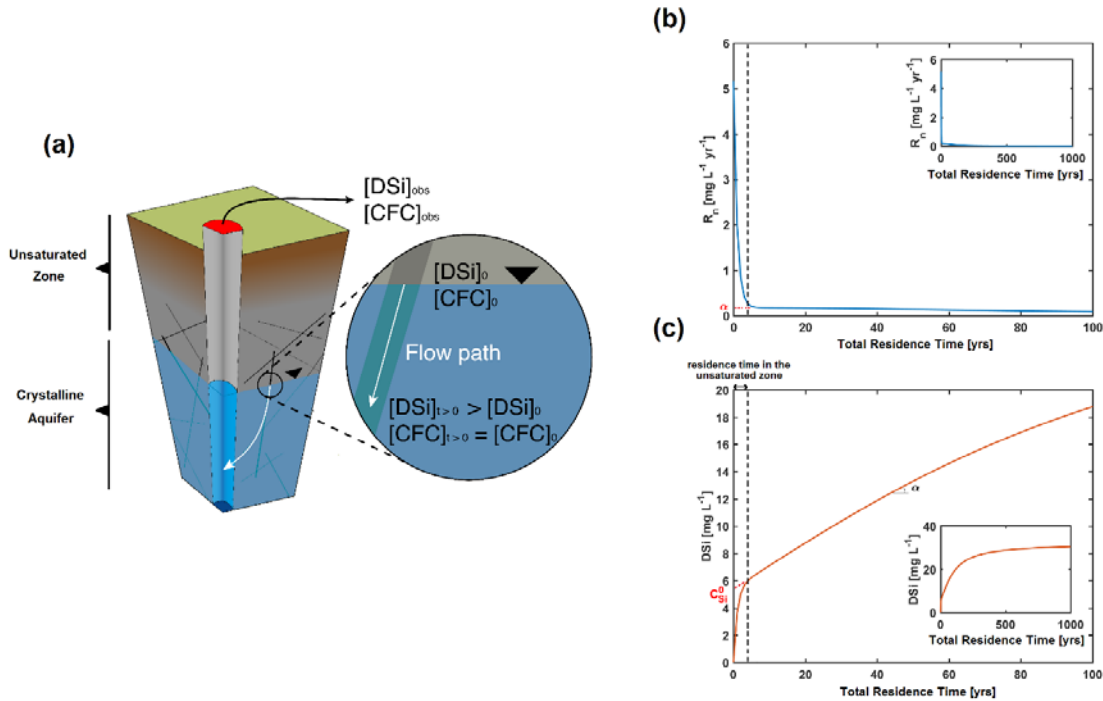 (a)
[DSi]obs
[CFC]obs
Unsaturated
Zone
Crystalline
Aquifer
[DSi]0
[CFC]0
Flow path
[DSi]t > 0 > [DSi]0
[CFC]t > 0 = [CFC]0
(b)
Rn [mg L-1 yr-1]
6
5
4
3
2
1
α
0
0 20 40 60 80 100
Total Residence Time [yrs]
Rn [mg L-1 yr-1]
6
4
2
0
0 500 1000
Total Residence Time [yrs]
(c)
residence time in the
unsaturated zone
DSi [mg L-1]
20
18
16
14
12
10
8
6
C0Si
4
2
0
α
0 20 40 60 80 100
Total Residence Time [yrs]
DSi [mg L-1]
40
20
0
0 500 1000
Total Residence Time [yrs]